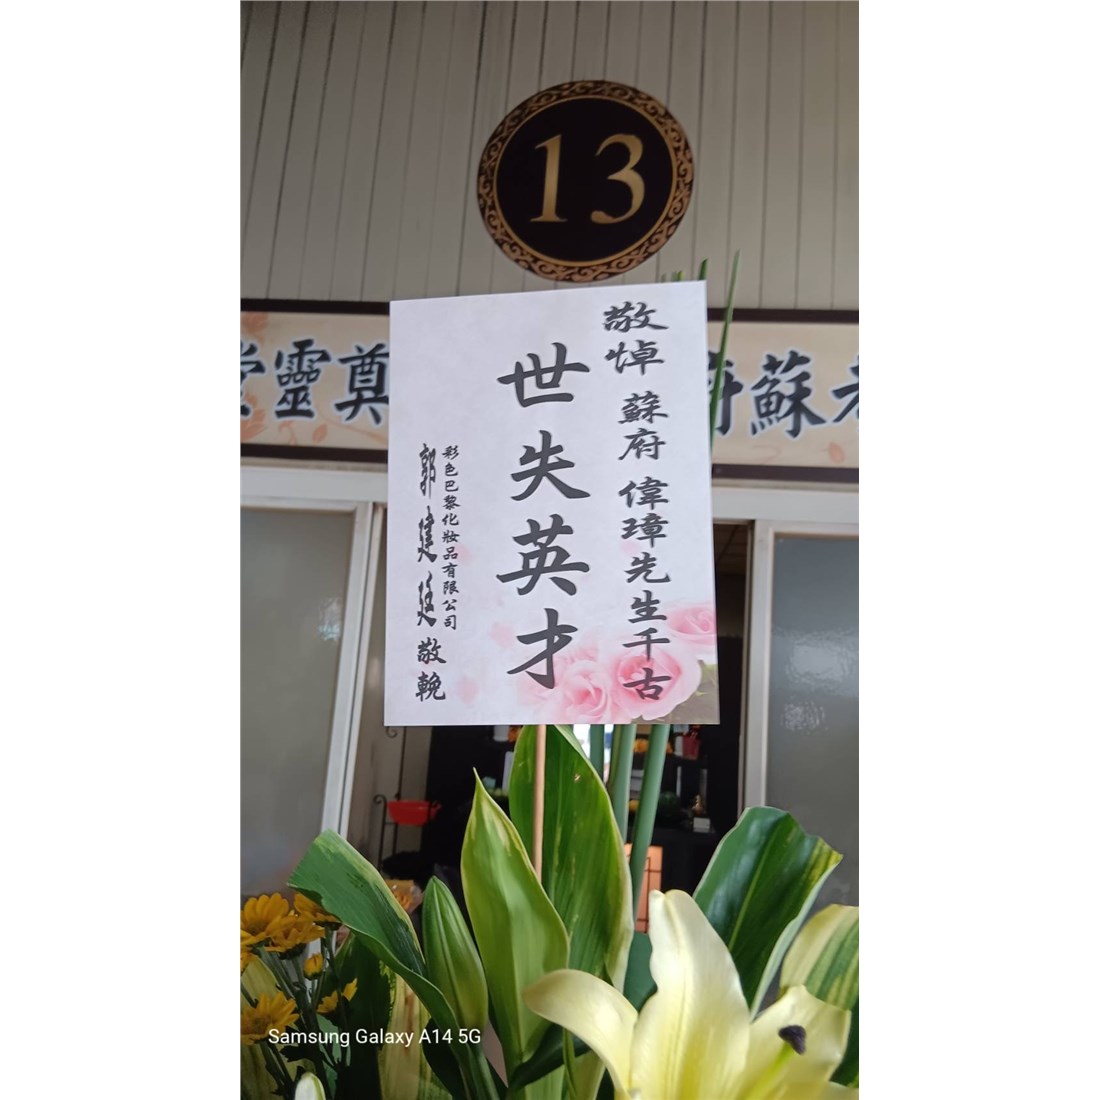 13
敬悼 蘇府 偉璋先生千古
世失英才
彩色巴黎化妝品有限公司
郭建廷敬輓
奠靈
蘇
Samsung Galaxy A14 5G